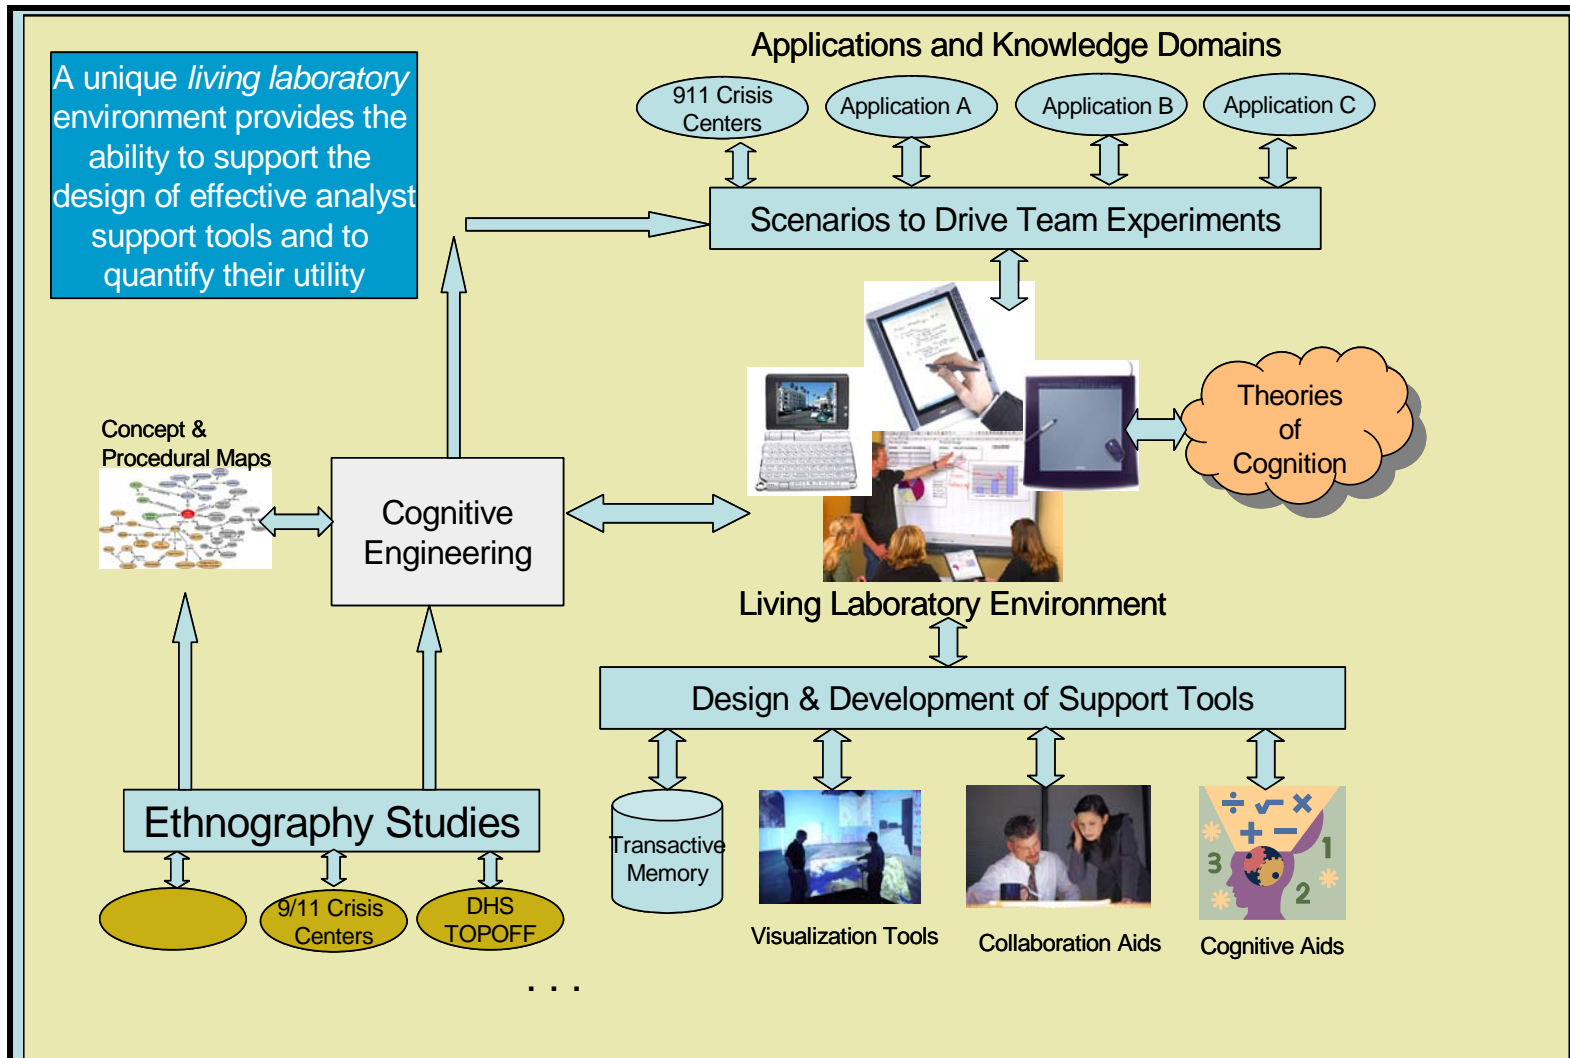 Applications and Knowledge Domains
A unique living laboratory
environment provides the
ability to support the
design of effective analyst
support tools and to
quantify their utility
911 Crisis
Centers
Application A
Application B
Application C
Scenarios to Drive Team Experiments
Theories
of
Cognition
Concept &
Procedural Maps
Cognitive
Engineering
Living Laboratory Environment
Design & Development of Support Tools
Ethnography Studies
9/11 Crisis
Centers
DHS
TOPOFF
. . .
Transactive
Memory
Visualization Tools
Collaboration Aids
Cognitive Aids
÷ √ ×
+ −
3
1
2